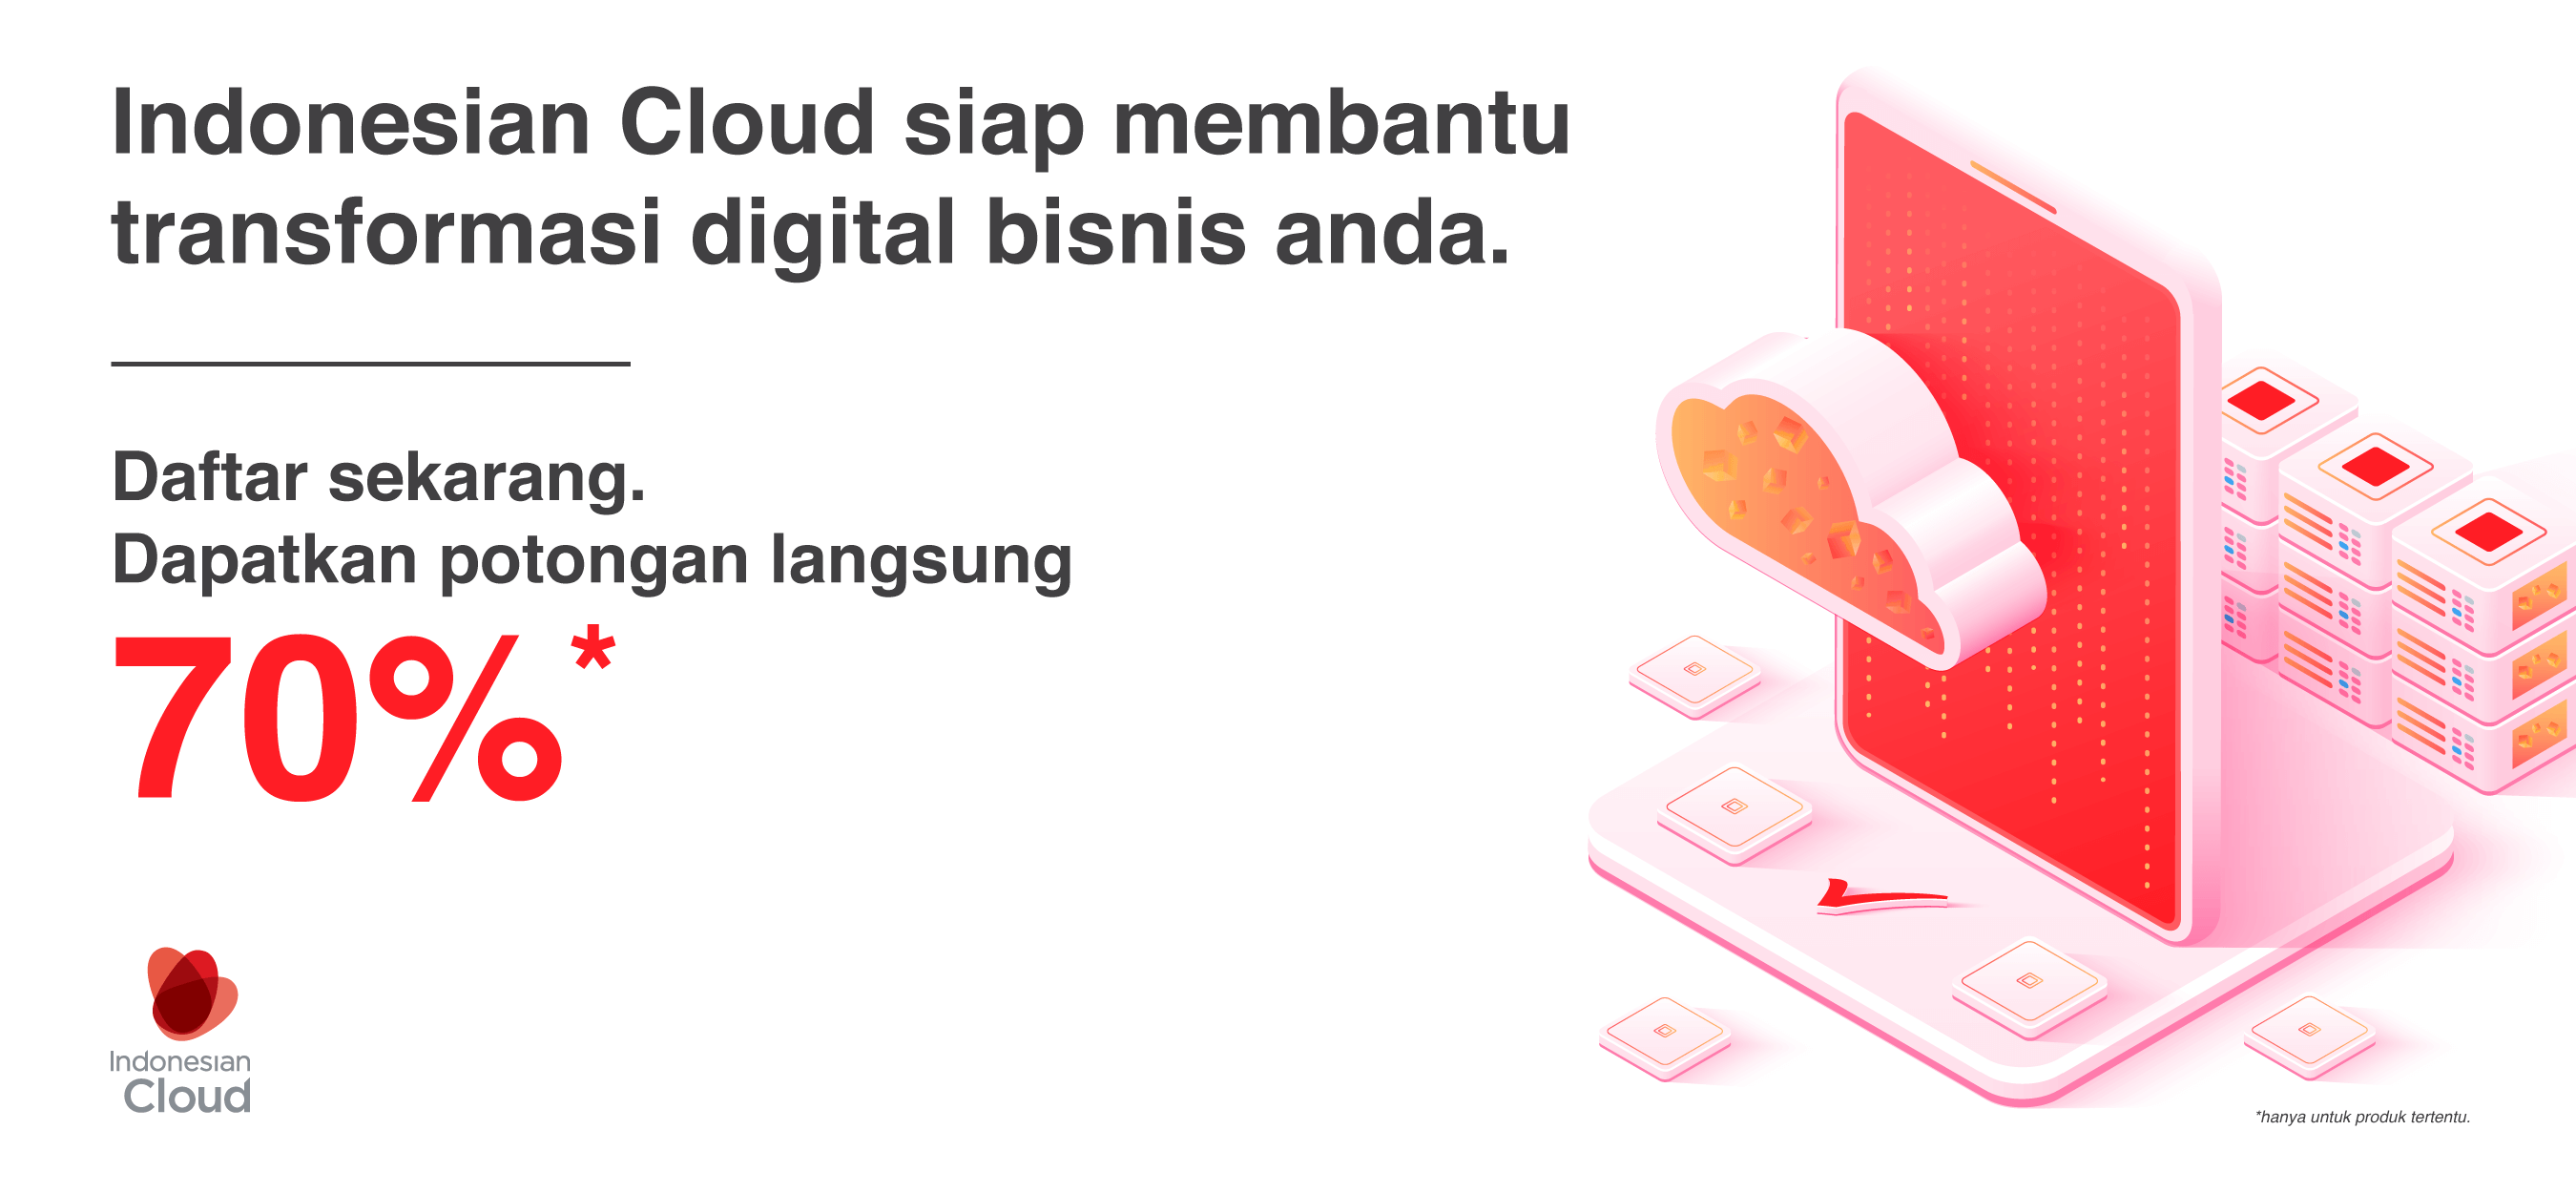 Indonesian Cloud siap membantu
transformasi digital bisnis anda.
Daftar sekarang.
Dapatkan potongan langsung
70%*
Indonesian
Cloud
*hanya untuk produk tertentu.